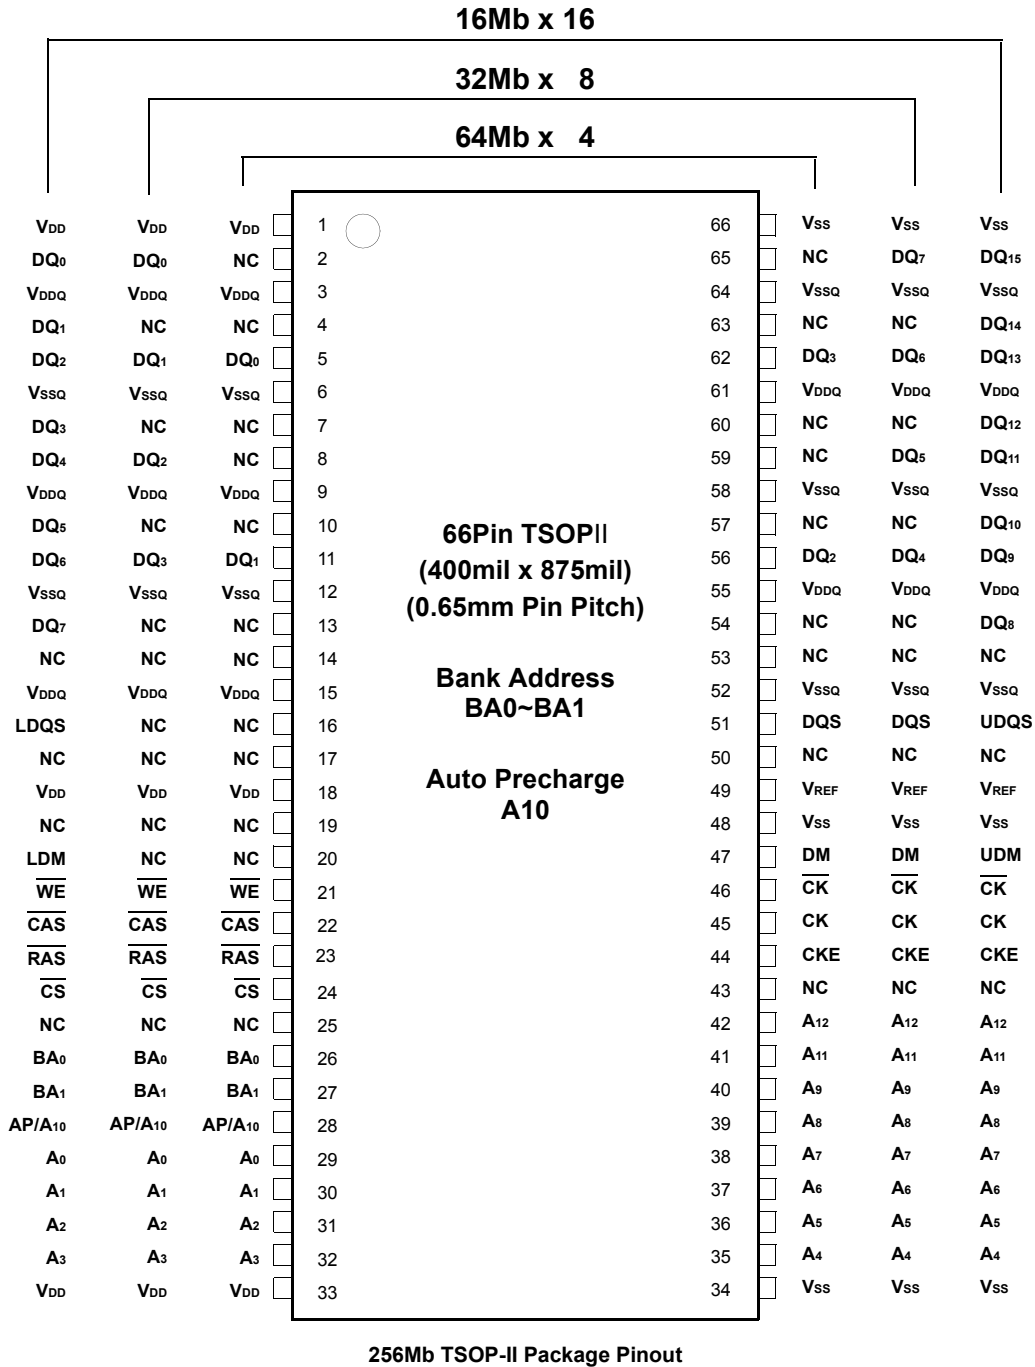 16Mb x 16
32Mb x 8
64Mb x 4
VDD VDD VDD 1 66 VSS VSS VSS
DQ0 DQ0 NC 2 65 NC DQ7 DQ15
VDDQ VDDQ VDDQ 3 64 VSSQ VSSQ VSSQ
DQ1 NC NC 4 63 NC NC DQ14
DQ2 DQ1 DQ0 5 62 DQ3 DQ6 DQ13
VSSQ VSSQ VSSQ 6 61 VDDQ VDDQ VDDQ
DQ3 NC NC 7 60 NC NC DQ12
DQ4 DQ2 NC 8 59 NC DQ5 DQ11
VDDQ VDDQ VDDQ 9 58 VSSQ VSSQ VSSQ
DQ5 NC NC 10 57 NC NC DQ10
DQ6 DQ3 DQ1 11 56 DQ2 DQ4 DQ9
VSSQ VSSQ VSSQ 12 55 VDDQ VDDQ VDDQ
DQ7 NC NC 13 54 NC NC DQ8
NC NC NC 14 53 NC NC NC
VDDQ VDDQ VDDQ 15 52 VSSQ VSSQ VSSQ
LDQS NC NC 16 51 DQS DQS UDQS
NC NC NC 17 50 NC NC NC
VDD VDD VDD 18 49 VREF VREF VREF
NC NC NC 19 48 VSS VSS VSS
LDM NC NC 20 47 DM DM UDM
WE WE WE 21 46 CK CK CK
CAS CAS CAS 22 45 CK CK CK
RAS RAS RAS 23 44 CKE CKE CKE
CS CS CS 24 43 NC NC NC
NC NC NC 25 42 A12 A12 A12
BA0 BA0 BA0 26 41 A11 A11 A11
BA1 BA1 BA1 27 40 A9 A9 A9
AP/A10 AP/A10 AP/A10 28 39 A8 A8 A8
A0 A0 A0 29 38 A7 A7 A7
A1 A1 A1 30 37 A6 A6 A6
A2 A2 A2 31 36 A5 A5 A5
A3 A3 A3 32 35 A4 A4 A4
VDD VDD VDD 33 34 VSS VSS VSS
66Pin TSOPII
(400mil x 875mil)
(0.65mm Pin Pitch)
Bank Address
BA0~BA1
Auto Precharge
A10
256Mb TSOP-II Package Pinout